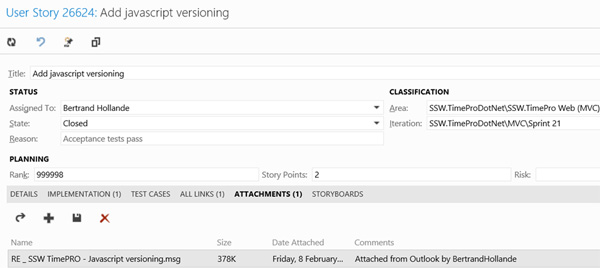 User Story 26624: Add javascript versioning
Title: Add javascript versioning
STATUS
Assigned To: Bertrand Hollande
State: Closed
Reason: Acceptance tests pass
CLASSIFICATION
Area: SSW.TimeProDotNet\SSW.TimePro Web (MVC)
Iteration: SSW.TimeProDotNet\MVC\Sprint 21
PLANNING
Rank: 999998 Story Points: 2 Risk:
DETAILS IMPLEMENTATION (1) TEST CASES ALL LINKS (1) ATTACHMENTS (1) STORYBOARDS
Name Size Date Attached Comments
RE _ SSW TimePRO - Javascript versioning.msg 378K Friday, 8 February... Attached from Outlook by BertrandHollande